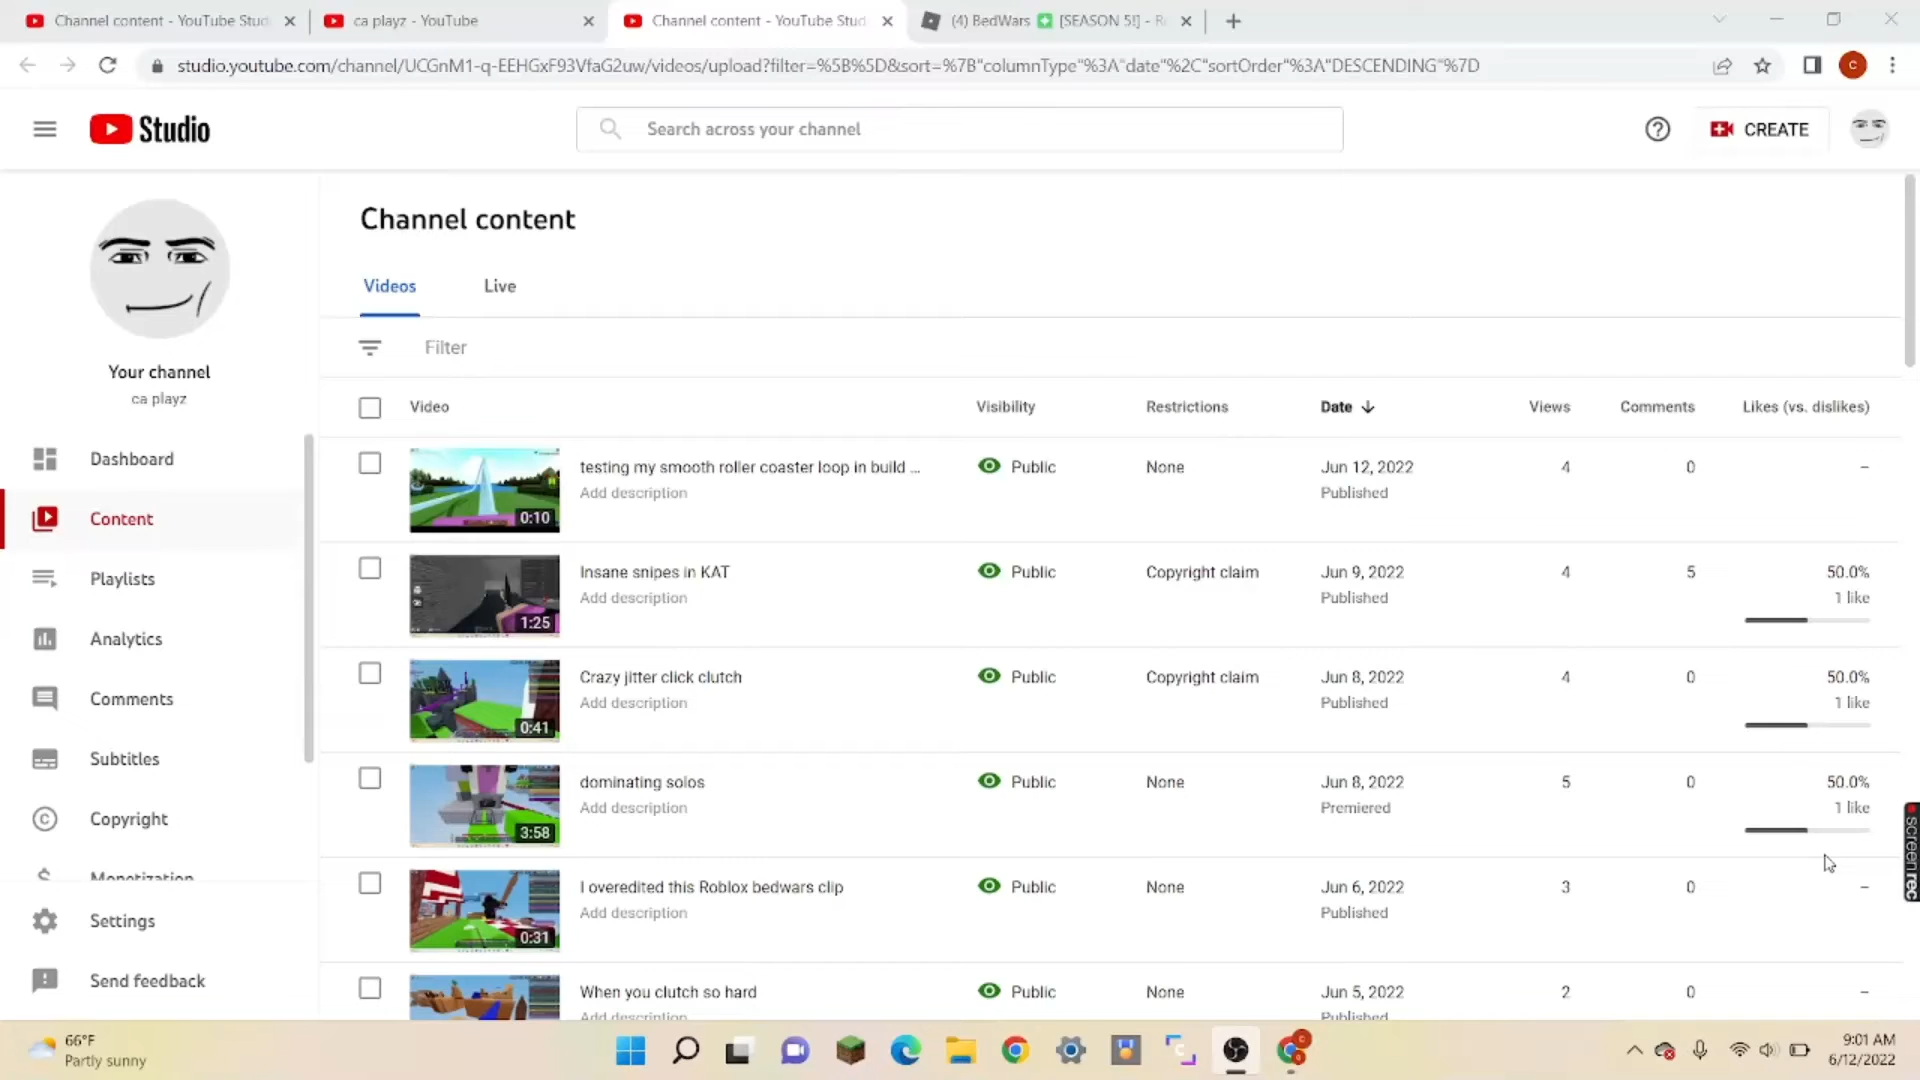 Channel content - YouTube Stud
ca playz - YouTube
Channel content - YouTube Stud
(4) BedWars [SEASON 5!] - R
studio.youtube.com/channel/UCGnM1-q-EEHGxF93VfaG2uw/videos/upload?filter=%5B%5D&sort=%7B"columnType"%3A"date"%2C"sortOrder"%3A"DESCENDING"%7D
C
Studio
Search across your channel
CREATE
Channel content
Videos Live
Filter
Your channel
ca playz
Dashboard
Content
Playlists
Analytics
Comments
Subtitles
Copyright
Monetization
Settings
Send feedback
Video Visibility Restrictions Date Views Comments Likes (vs. dislikes)
testing my smooth roller coaster loop in build ... Public None Jun 12, 2022 4 0 –
Add description Published
0:10
Insane snipes in KAT Public Copyright claim Jun 9, 2022 4 5 50.0%
Add description Published 1 like
1:25
Crazy jitter click clutch Public Copyright claim Jun 8, 2022 4 0 50.0%
Add description Published 1 like
0:41
dominating solos Public None Jun 8, 2022 5 0 50.0%
Add description Premiered 1 like
3:58
I overedited this Roblox bedwars clip Public None Jun 6, 2022 3 0 –
Add description Published
0:31
When you clutch so hard Public None Jun 5, 2022 2 0 –
Add description Published
screenrec
66°F
Partly sunny
9:01 AM
6/12/2022